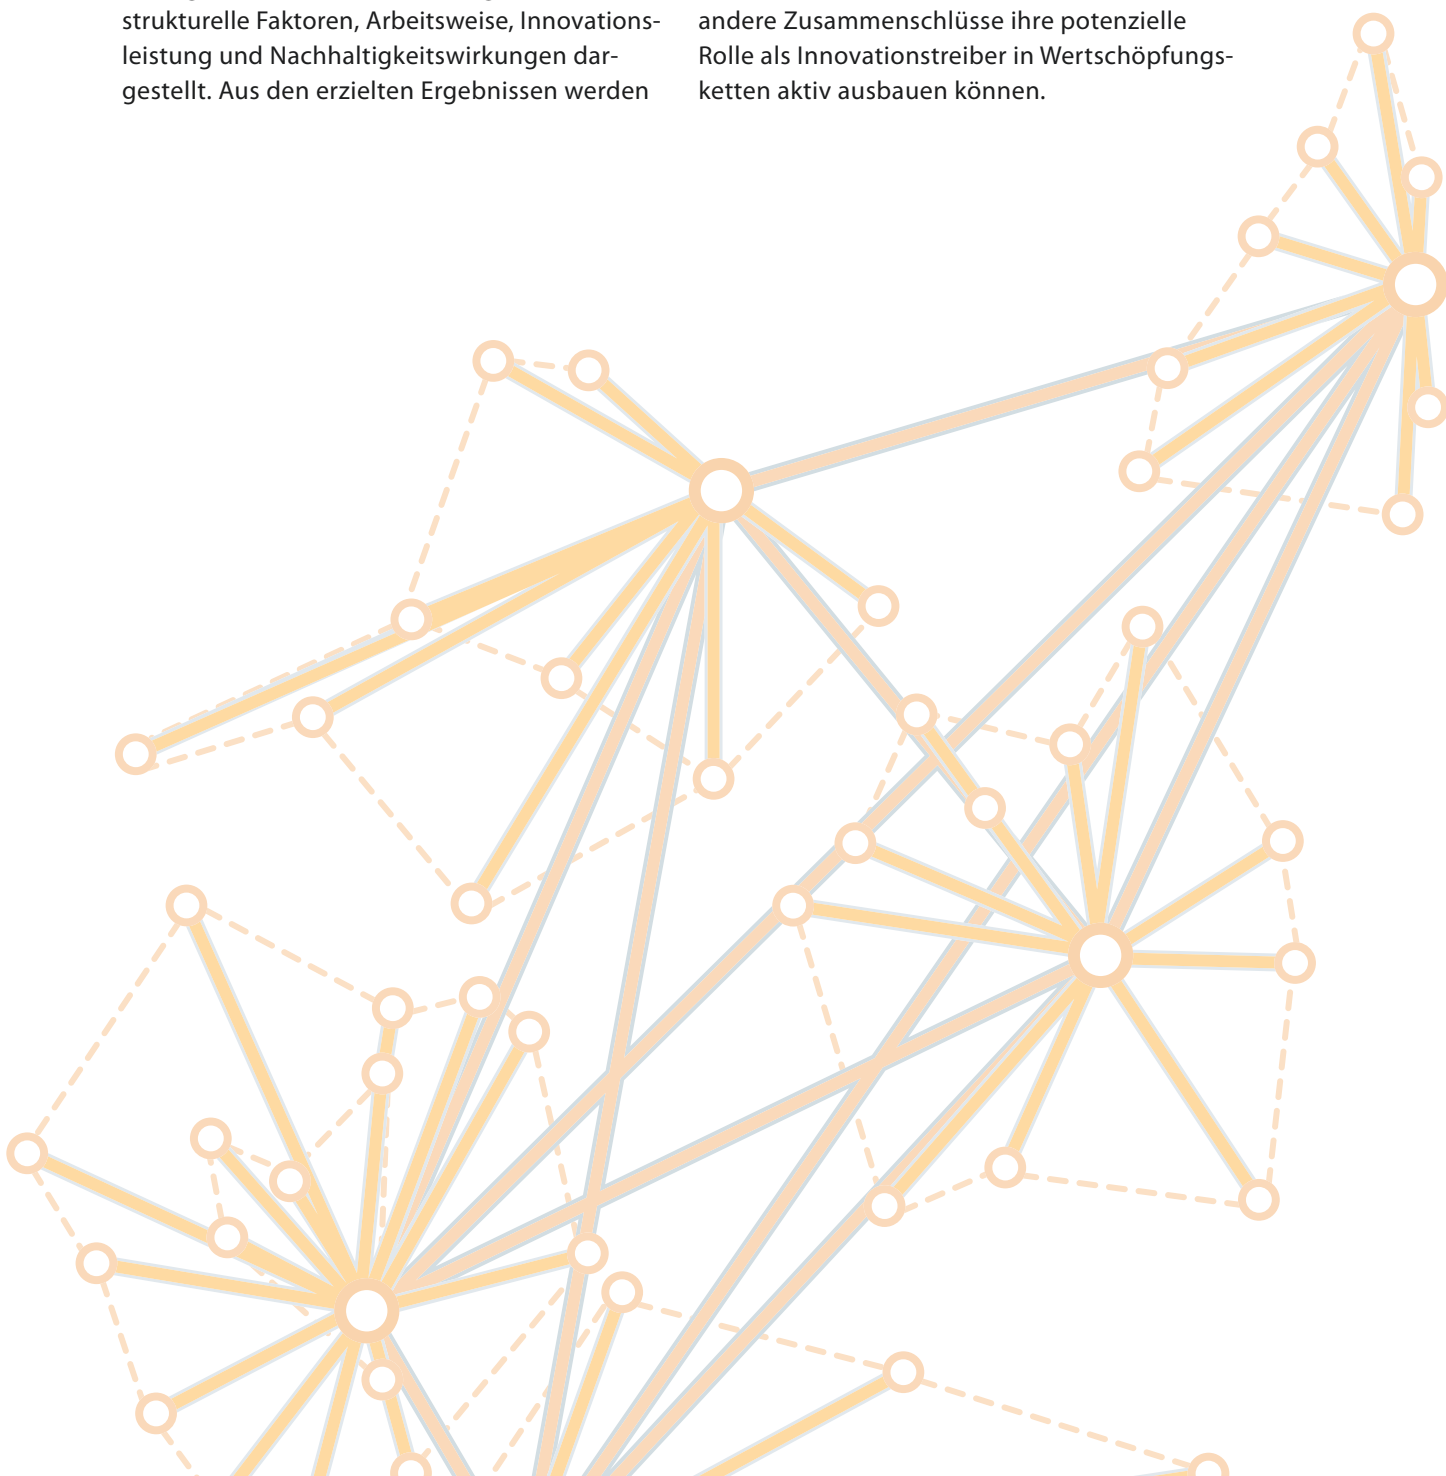 strukturelle Faktoren, Arbeitsweise, Innovations-
leistung und Nachhaltigkeitswirkungen dar-
gestellt. Aus den erzielten Ergebnissen werden
andere Zusammenschlüsse ihre potenzielle
Rolle als Innovationstreiber in Wertschöpfungs-
ketten aktiv ausbauen können.